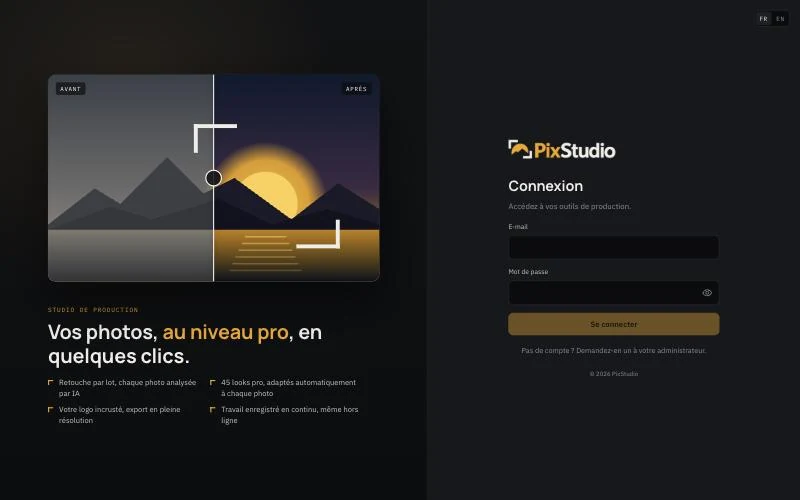 FR EN
AVANT
APRÈS
STUDIO DE PRODUCTION
Vos photos, au niveau pro, en
quelques clics.
Retouche par lot, chaque photo analysée
par IA
45 looks pro, adaptés automatiquement
à chaque photo
Votre logo incrusté, export en pleine
résolution
Travail enregistré en continu, même hors
ligne
PixStudio
Connexion
Accédez à vos outils de production.
E-mail
Mot de passe
Se connecter
Pas de compte ? Demandez-en un à votre administrateur.
© 2026 PixStudio